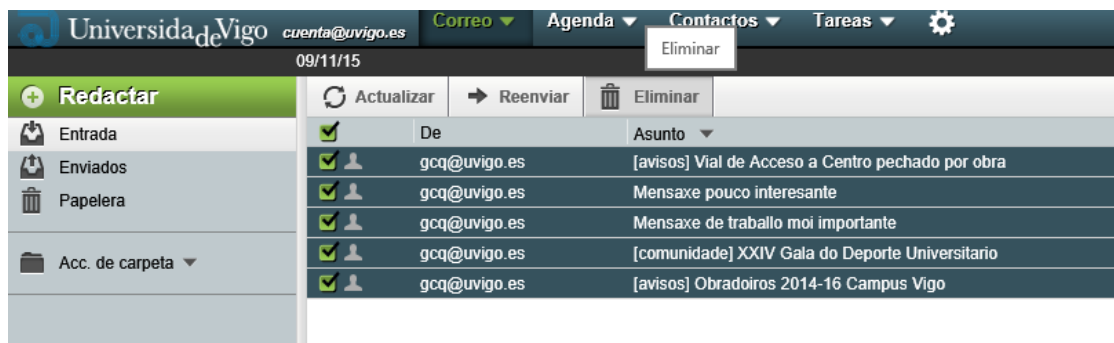 Universidade Vigo cuenta@uvigo.es Correo Agenda Contactos Tareas
Eliminar
09/11/15
Redactar Actualizar Reenviar Eliminar
Entrada De Asunto
Enviados gcq@uvigo.es [avisos] Vial de Acceso a Centro pechado por obra
Papelera gcq@uvigo.es Mensaxe pouco interesante
gcq@uvigo.es Mensaxe de traballo moi importante
Acc. de carpeta gcq@uvigo.es [comunidade] XXIV Gala do Deporte Universitario
gcq@uvigo.es [avisos] Obradoiros 2014-16 Campus Vigo